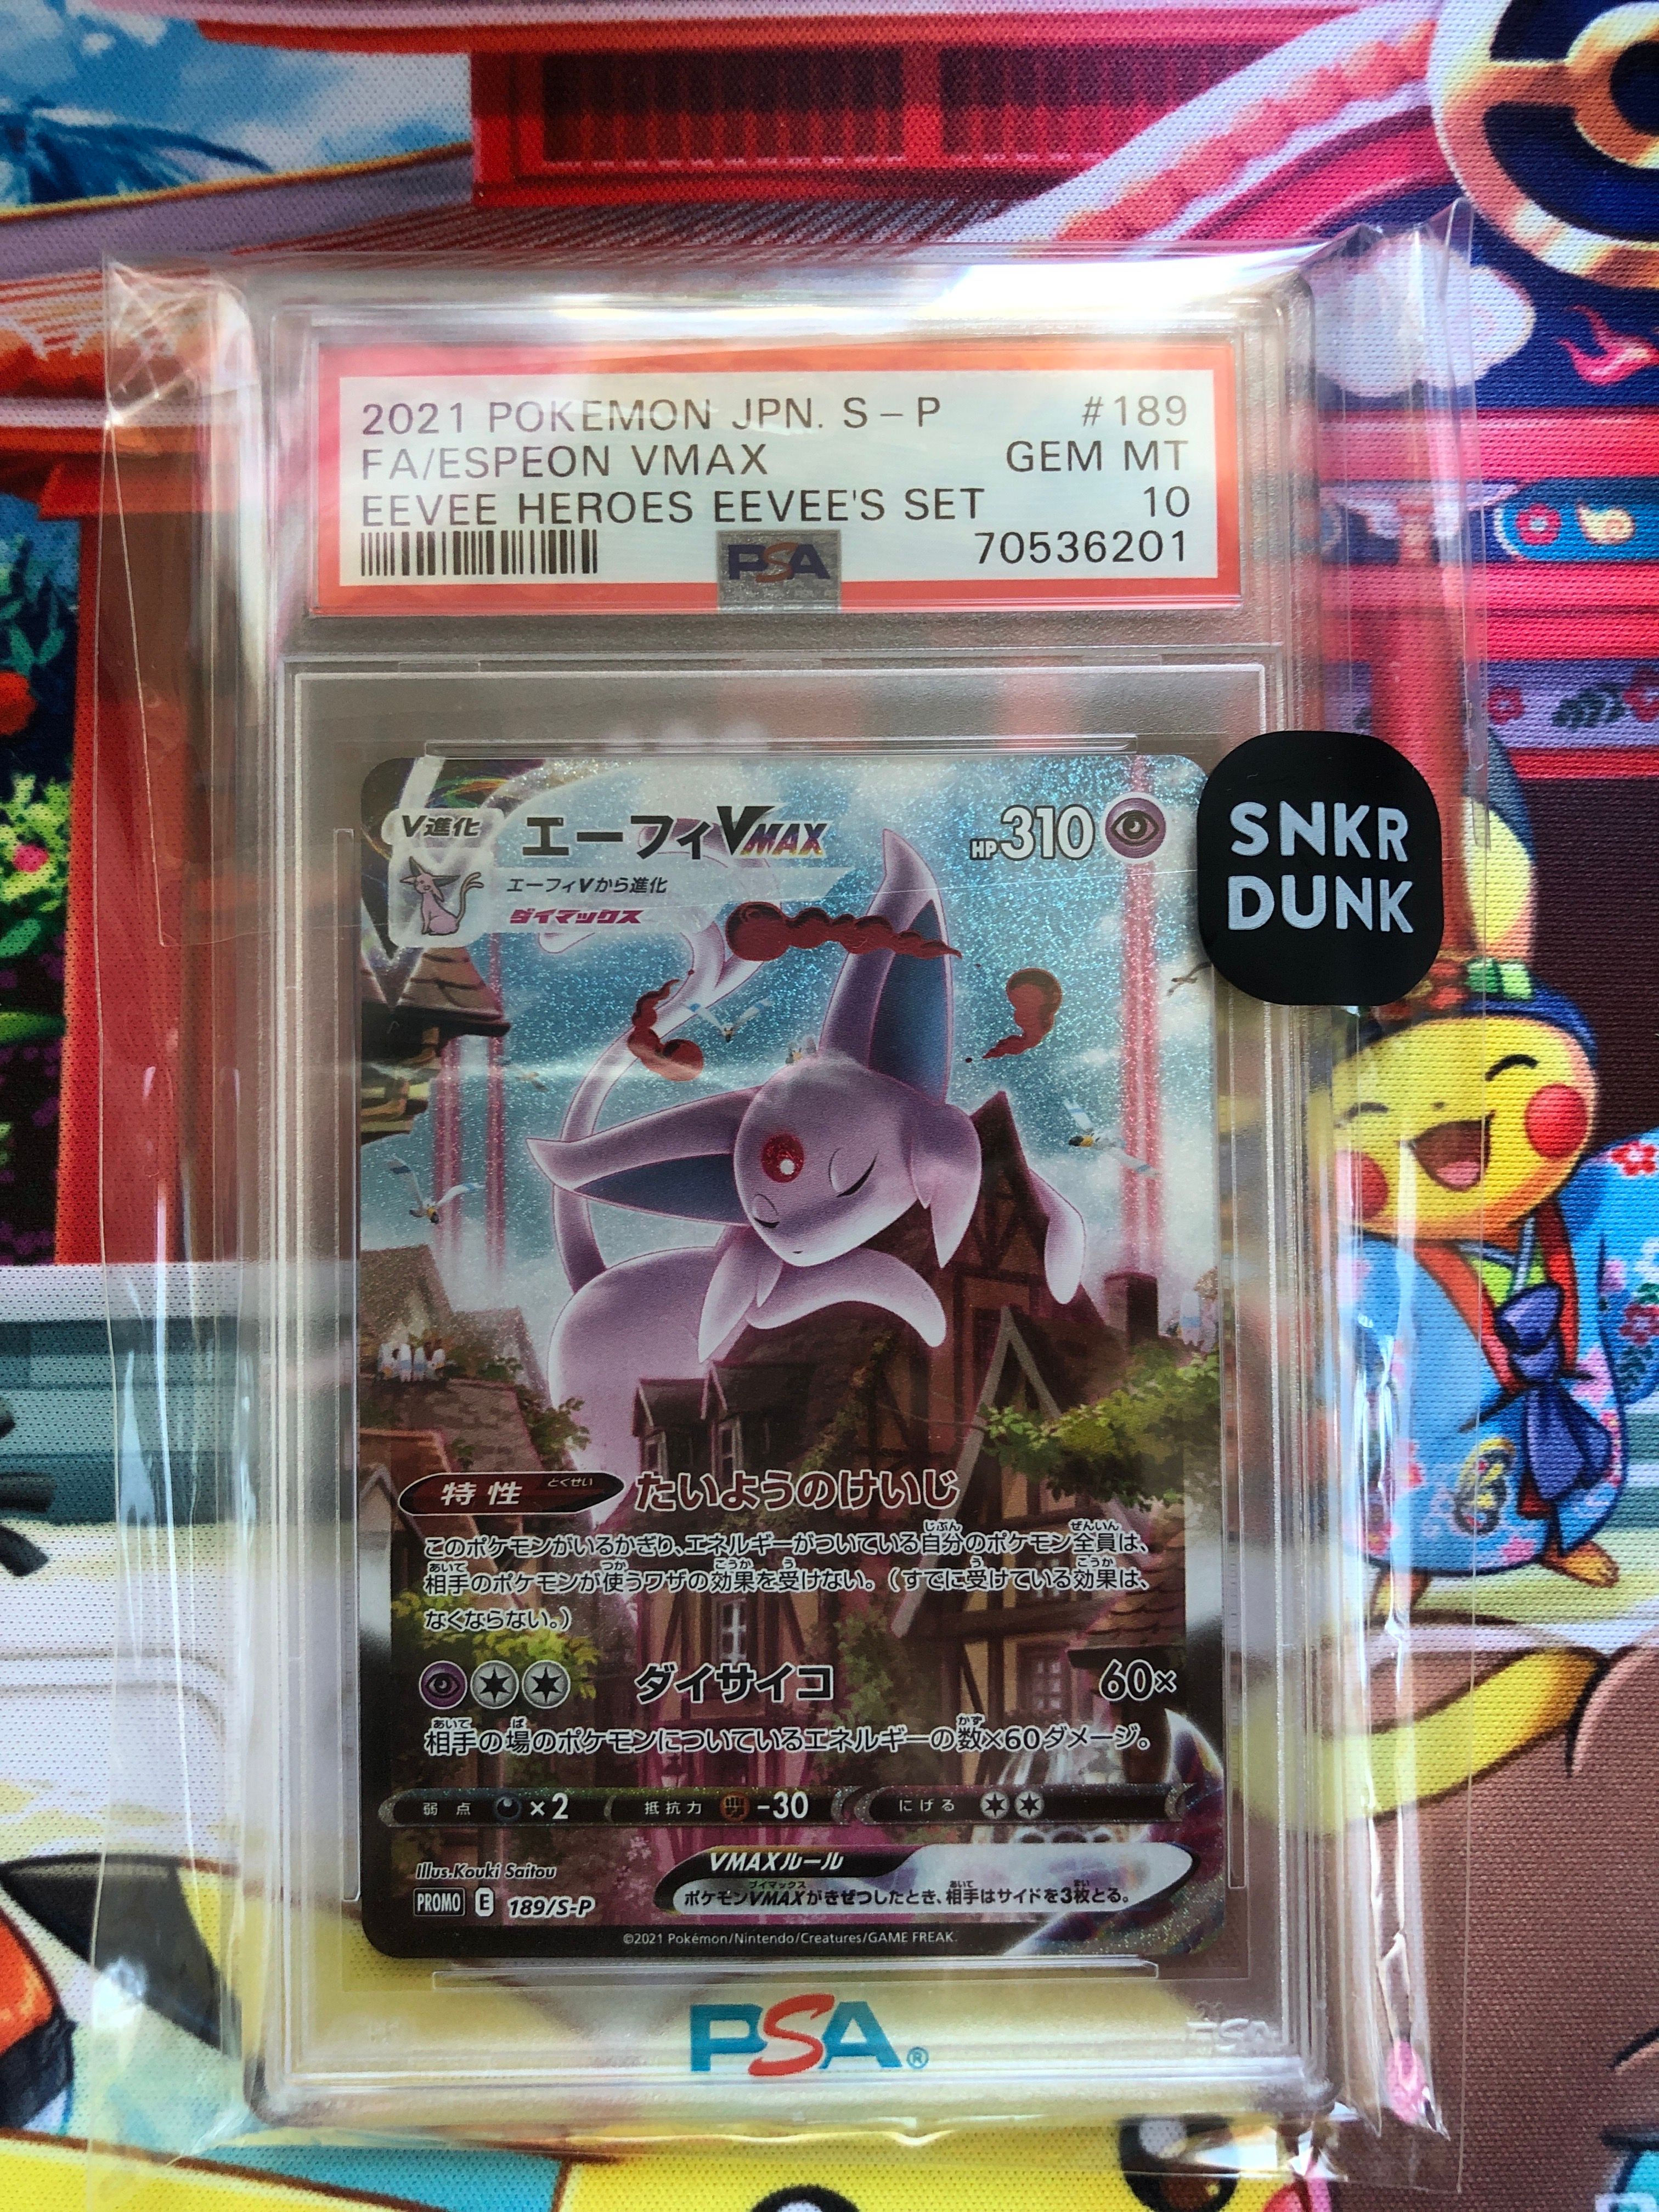 2021 POKEMON JPN. S-P #189
FA/ESPEON VMAX GEM MT
EEVEE HEROES EEVEE'S SET 10
70536201
PSA
SNKR
DUNK
V進化
エーフィVMAX HP310
エーフィVから進化
ダイマックス
特性 とくせい たいようのけいじ
このポケモンがいるかぎり、エネルギーがついている自分のポケモン全員は、
相手のポケモンが使うワザの効果を受けない。(すでに受けている効果は、
なくならない。)
ダイサイコ 60×
相手の場のポケモンについているエネルギーの数×60ダメージ。
弱点 ×2 抵抗力 -30 にげる
Illus.Kouki Saitou
PROMO E 189/S-P
VMAXルール
ポケモンVMAXがきぜつしたとき、相手はサイドを3枚とる。
©2021 Pokémon/Nintendo/Creatures/GAME FREAK.
PSA®